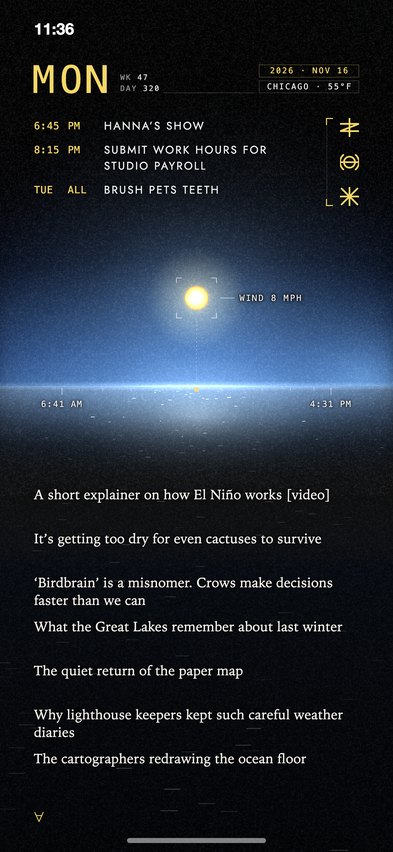 11:36
MON
WK 47
DAY 320
2026 · NOV 16
CHICAGO · 55°F
6:45 PM HANNA’S SHOW
8:15 PM SUBMIT WORK HOURS FOR
STUDIO PAYROLL
TUE ALL BRUSH PETS TEETH
WIND 8 MPH
6:41 AM
4:31 PM
A short explainer on how El Niño works [video]
It’s getting too dry for even cactuses to survive
‘Birdbrain’ is a misnomer. Crows make decisions
faster than we can
What the Great Lakes remember about last winter
The quiet return of the paper map
Why lighthouse keepers kept such careful weather
diaries
The cartographers redrawing the ocean floor